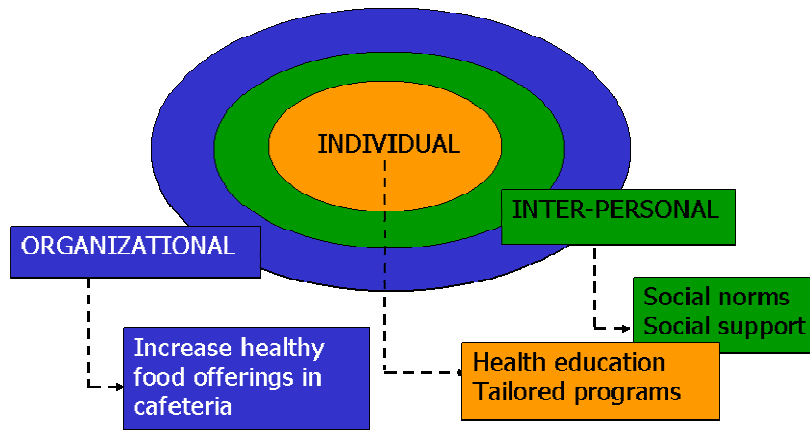 INDIVIDUAL
INTER-PERSONAL
ORGANIZATIONAL
Social norms
Social support
Increase healthy
food offerings in
cafeteria
Health education
Tailored programs